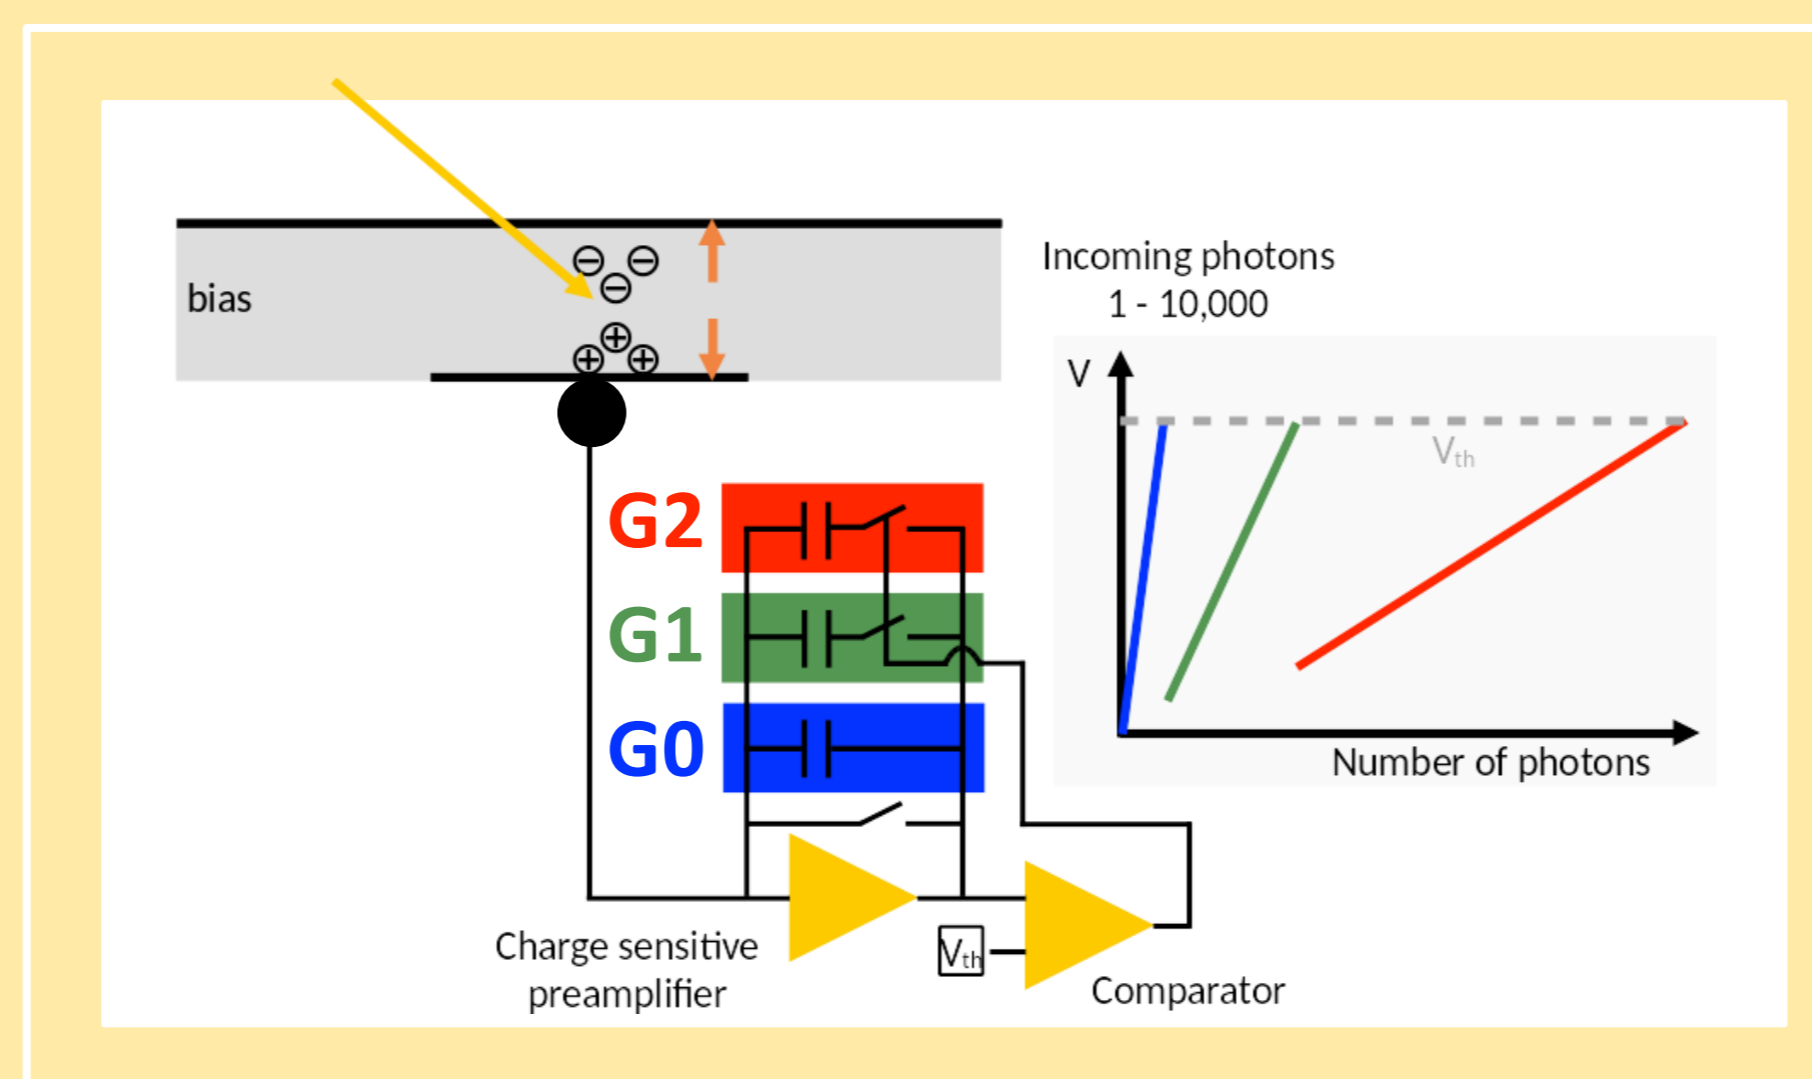 bias
Incoming photons
1 - 10,000
V
Vth
Number of photons
G2
G1
G0
Charge sensitive
preamplifier
Vth
Comparator